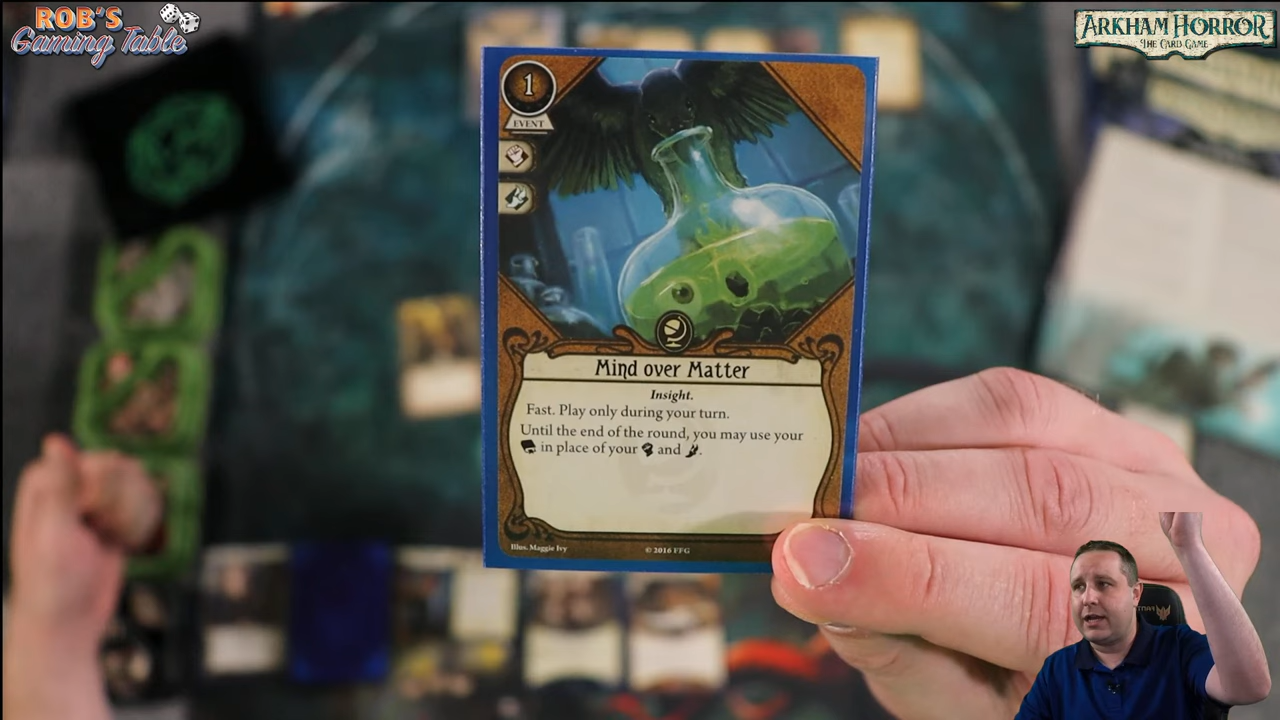 ROB'S
Gaming Table
ARKHAM HORROR
THE CARD GAME
1
EVENT
Mind over Matter
Insight.
Fast. Play only during your turn.
Until the end of the round, you may use your
in place of your and .
Illus. Maggie Ivy
© 2016 FFG